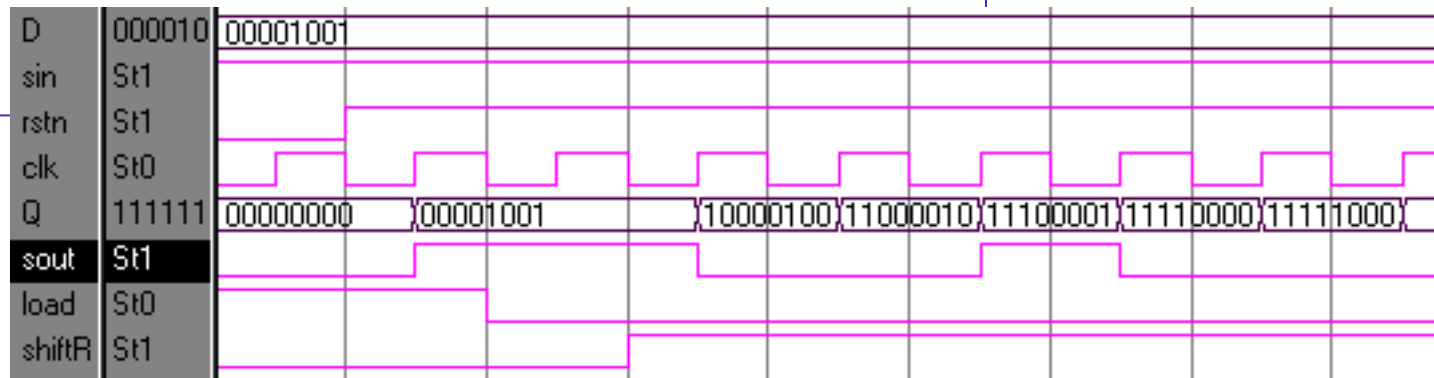 D 000010 00001001
sin St1
rstn St1
clk St0
Q 111111 00000000 00001001 10000100 11000010 11100001 11110000 11111000
sout St1
load St0
shiftR St1